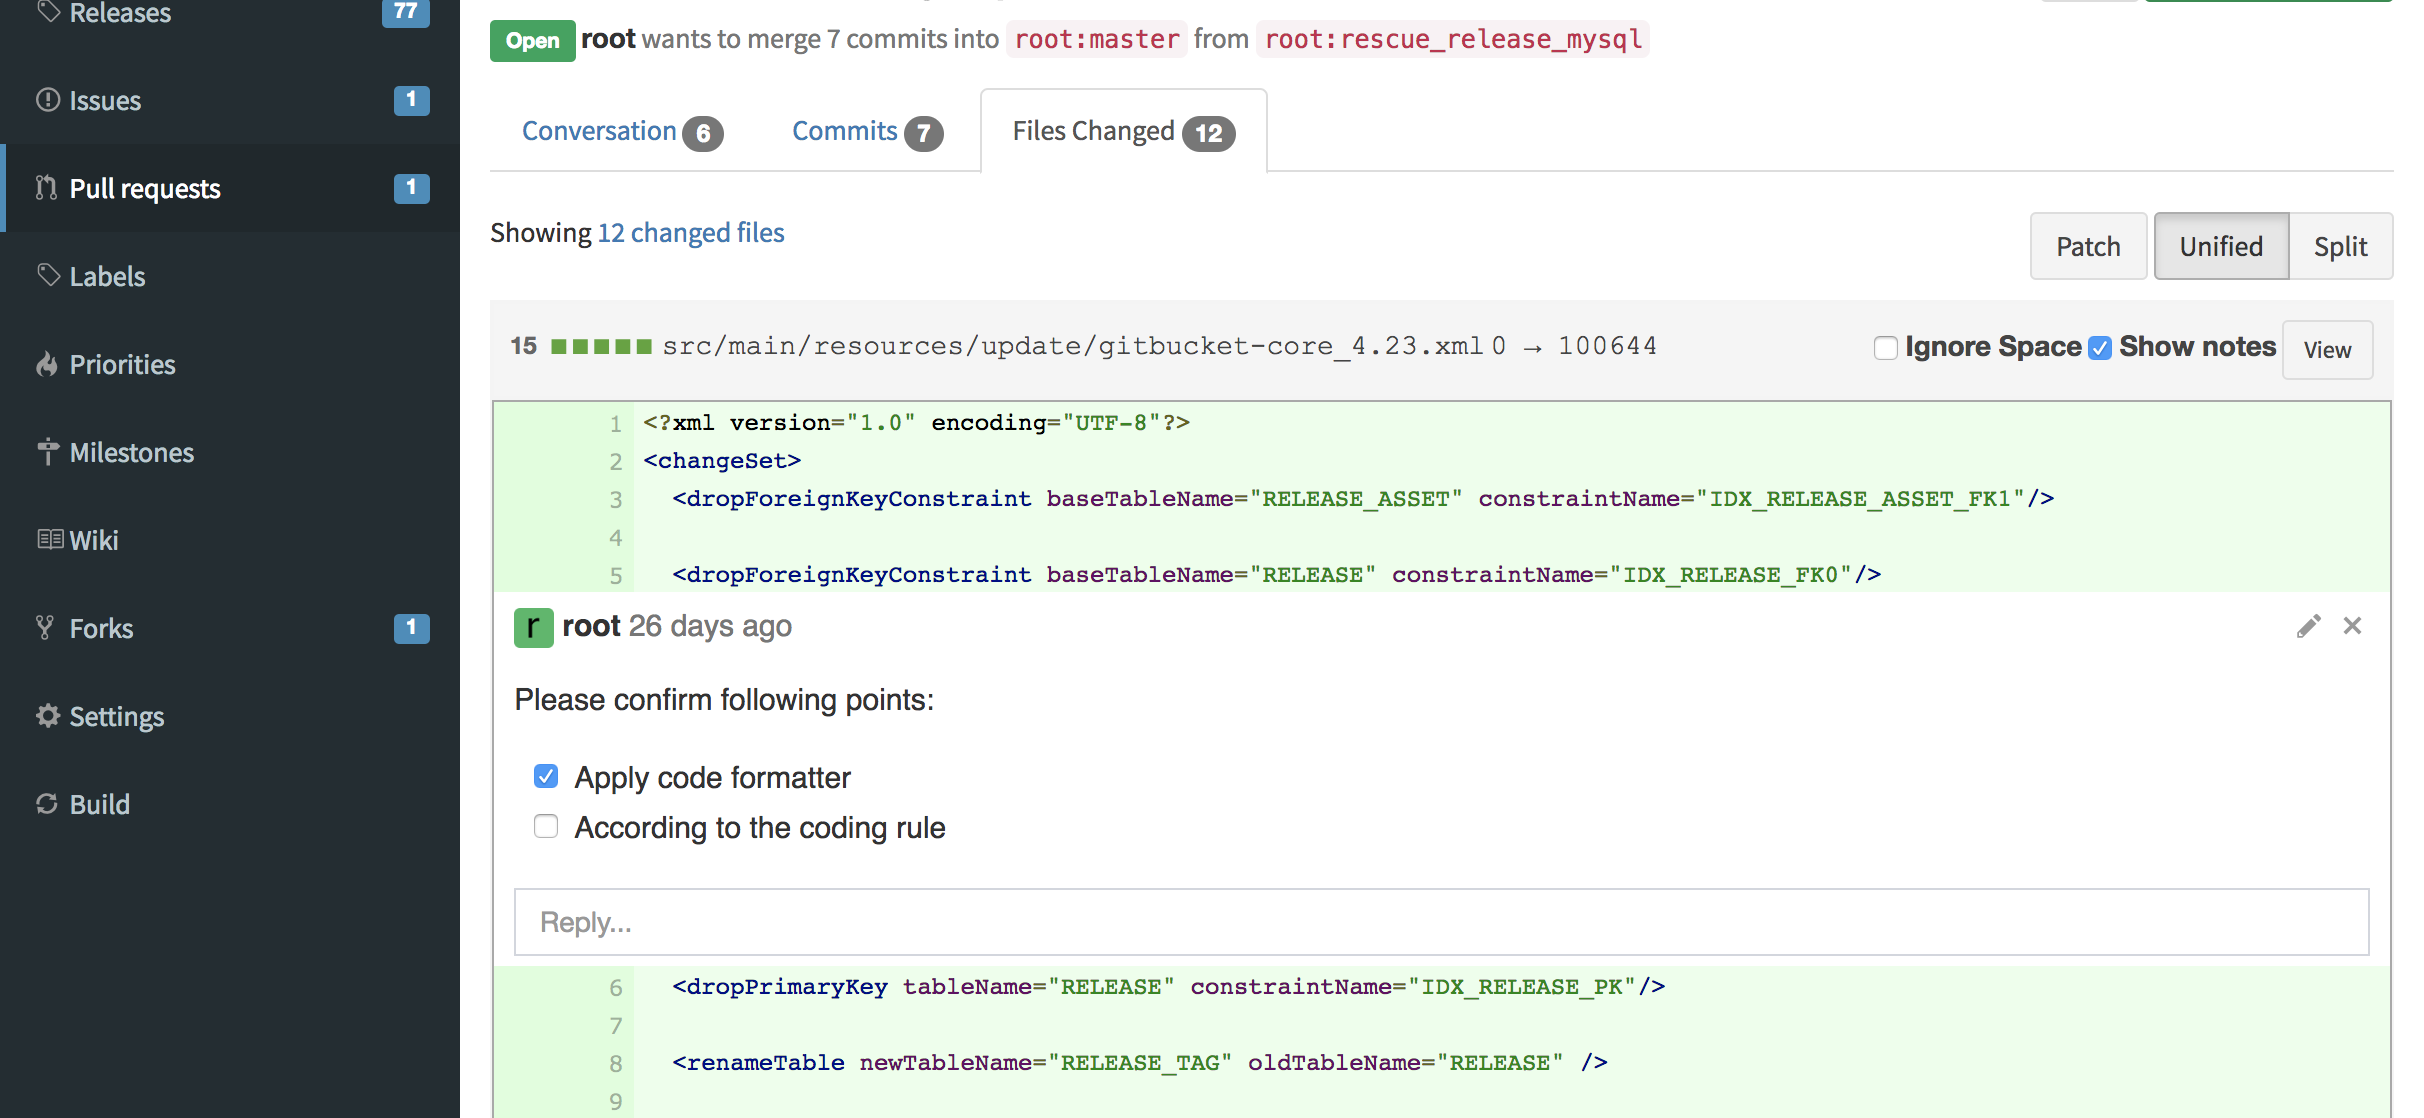 Releases 77
Issues 1
Pull requests 1
Labels
Priorities
Milestones
Wiki
Forks 1
Settings
Build
Open root wants to merge 7 commits into root:master from root:rescue_release_mysql
Conversation 6 Commits 7 Files Changed 12
Showing 12 changed files
Patch Unified Split
15 src/main/resources/update/gitbucket-core_4.23.xml 0 → 100644 Ignore Space Show notes View
1 <?xml version="1.0" encoding="UTF-8"?>
2 <changeSet>
3 <dropForeignKeyConstraint baseTableName="RELEASE_ASSET" constraintName="IDX_RELEASE_ASSET_FK1"/>
4
5 <dropForeignKeyConstraint baseTableName="RELEASE" constraintName="IDX_RELEASE_FK0"/>
r root 26 days ago
Please confirm following points:
Apply code formatter
According to the coding rule
Reply...
6 <dropPrimaryKey tableName="RELEASE" constraintName="IDX_RELEASE_PK"/>
7
8 <renameTable newTableName="RELEASE_TAG" oldTableName="RELEASE" />
9